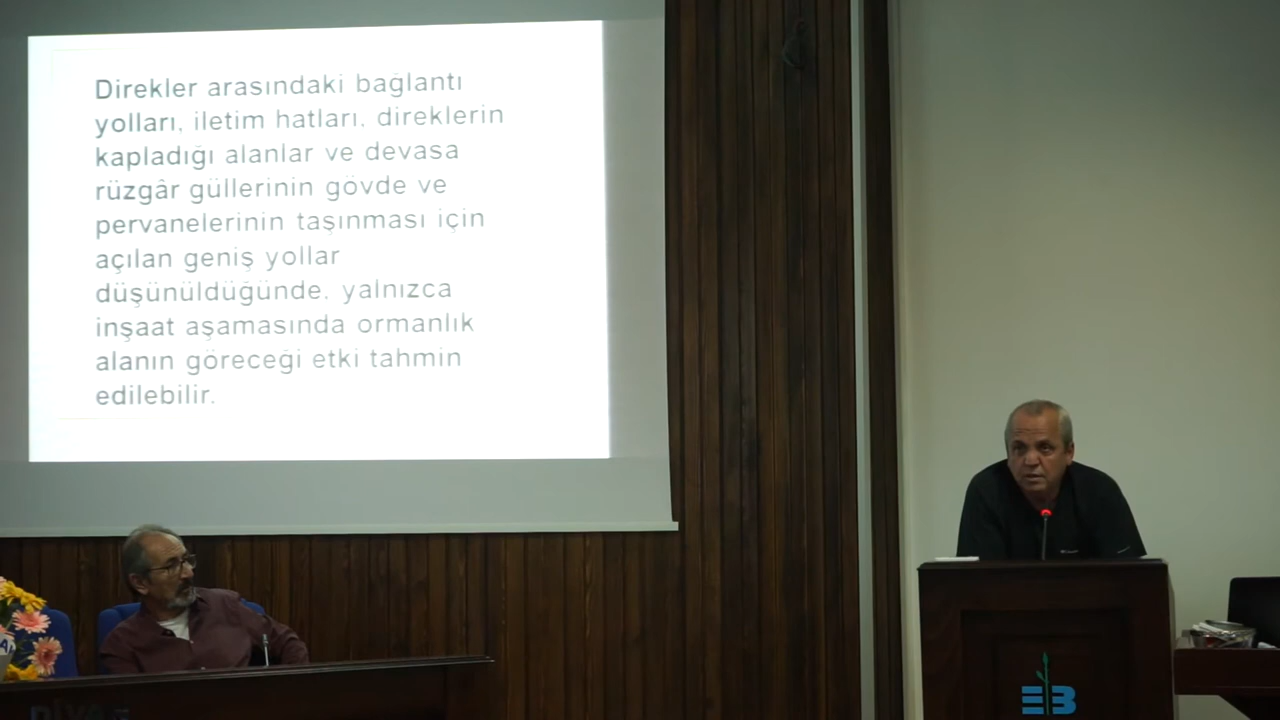 Direkler arasındaki bağlantı
yolları, iletim hatları, direklerin
kapladığı alanlar ve devasa
rüzgâr güllerinin gövde ve
pervanelerinin taşınması için
açılan geniş yollar
düşünüldüğünde, yalnızca
inşaat aşamasında ormanlık
alanın göreceği etki tahmin
edilebilir.